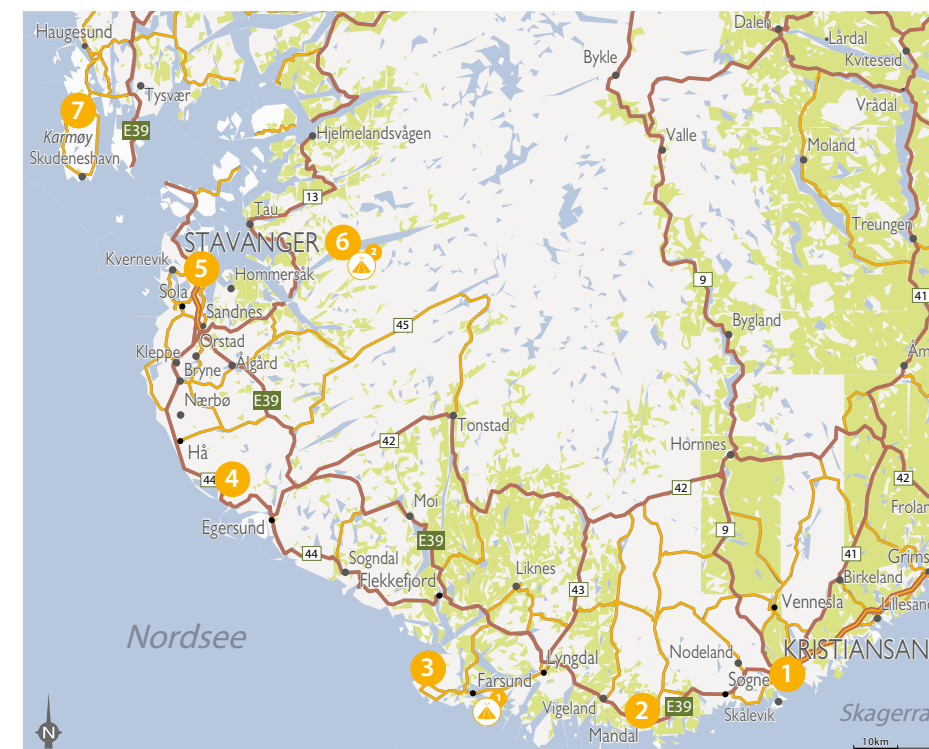 Haugesund
Dalen
Lårdal
Bykle
Kviteseid
Tysvær
Vrådal
7
Karmøy
E39
Hjelmelandsvågen
Valle
Moland
Skudeneshavn
13
Tau
Treungen
STAVANGER
6
2
Kvernevik
5
Hommersåk
9
Sola
41
Sandnes
45
Bygland
Orstad
Kleppe
Ålgård
Åm
Bryne
Nærbø
E39
Tonstad
42
Hornnes
Hå
44
4
42
42
Moi
Frolan
Egersund
9
E39
44
41
Grims
Sogndal
Liknes
Birkeland
Flekkefjord
43
Vennesla
Lillesand
Nordsee
KRISTIANSAN
Nodeland
3
Lyngdal
1
Farsund
Søgne
1
Vigeland
2
E39
Skålevik
Skagerra
Mandal
N
10km